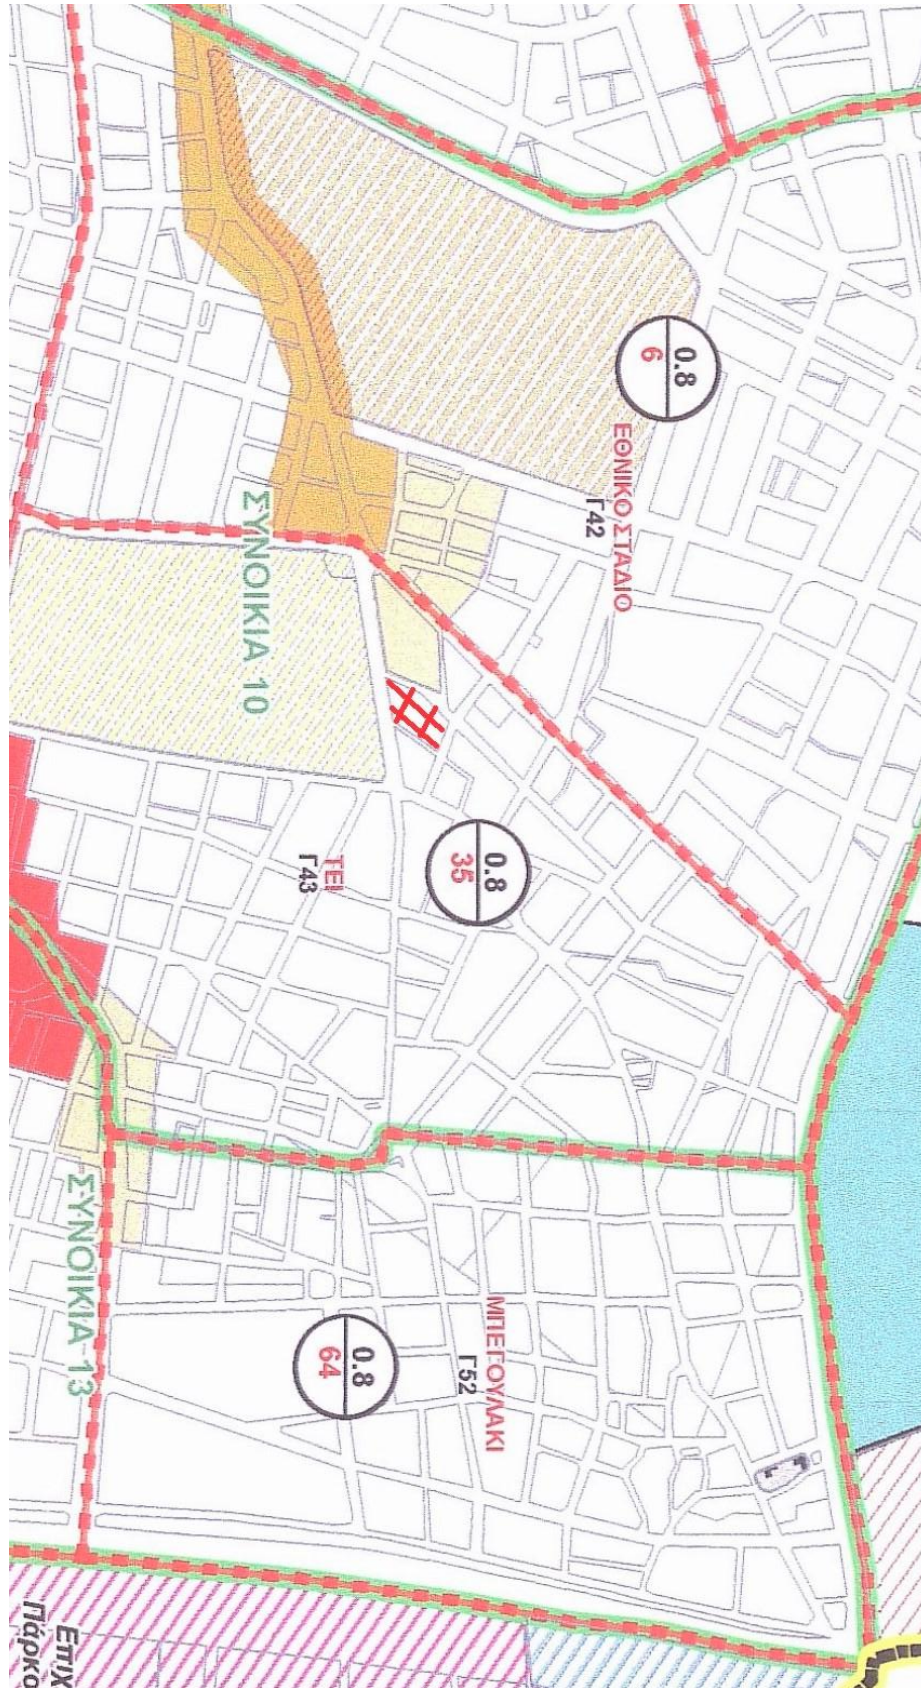 0.8
6
ΕΘΝΙΚΟ ΣΤΑΔΙΟ
Γ42
ΣΥΝΟΙΚΙΑ 10
0.8
35
ΤΕΙ
Γ43
ΣΥΝΟΙΚΙΑ 13
ΜΠΕΓΟΥΛΑΚΙ
Γ52
0.8
64
Επιχ
Πάρκο